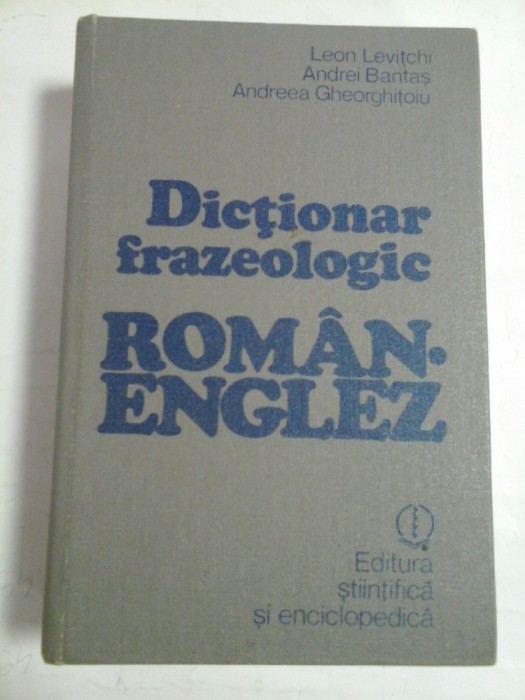 Leon Levițchi
Andrei Bantaș
Andreea Gheorghițoiu
Dicționar
frazeologic
ROMÂN-
ENGLEZ
Editura
științifică
și enciclopedică